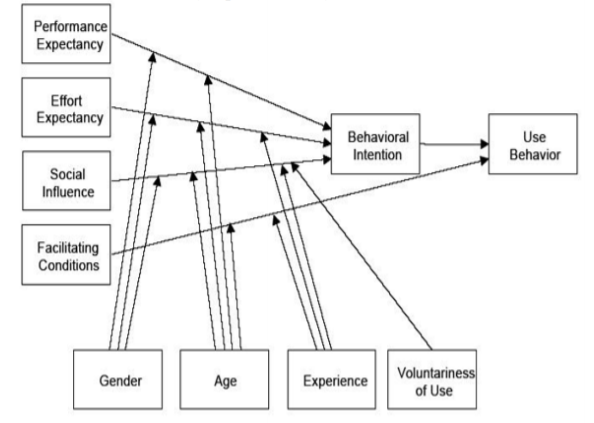 Performance
Expectancy
Effort
Expectancy
Social
Influence
Facilitating
Conditions
Behavioral
Intention
Use
Behavior
Gender
Age
Experience
Voluntariness
of Use